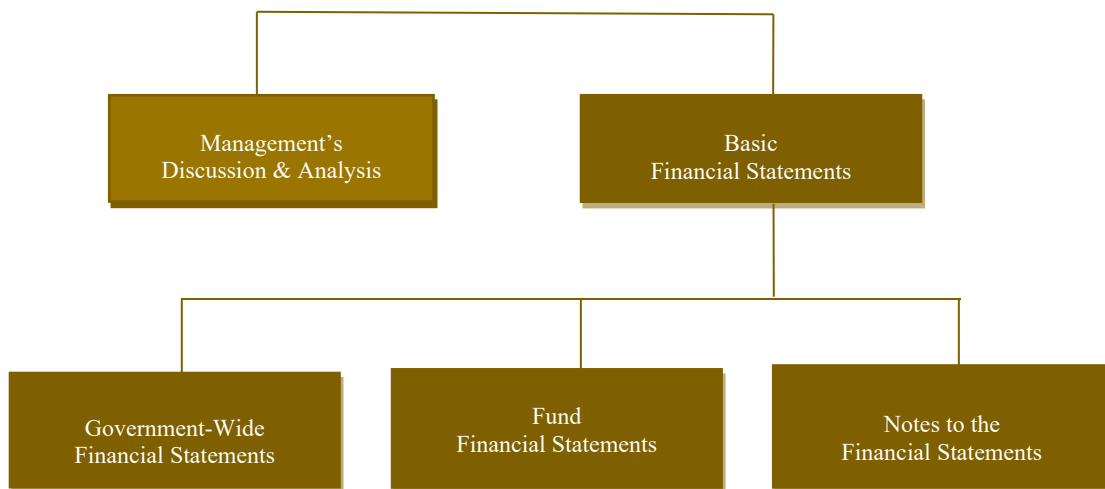 Management’s
Discussion & Analysis
Basic
Financial Statements
Government-Wide
Financial Statements
Fund
Financial Statements
Notes to the
Financial Statements